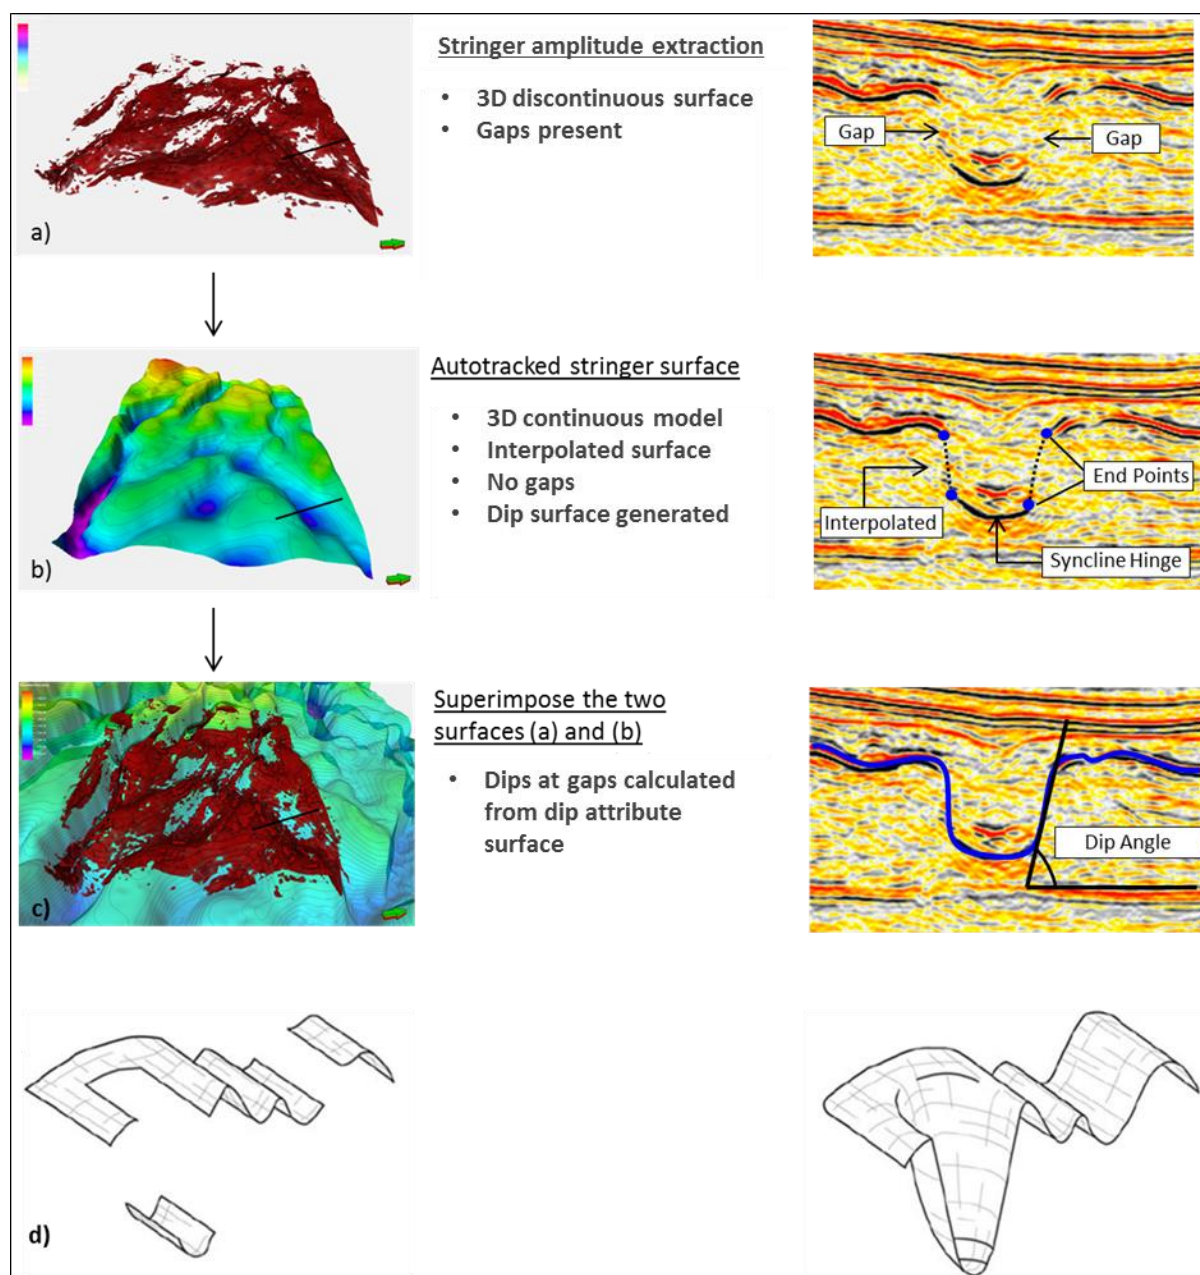 Stringer amplitude extraction
• 3D discontinuous surface
• Gaps present
Gap
Gap
a)
Autotracked stringer surface
• 3D continuous model
• Interpolated surface
• No gaps
• Dip surface generated
End Points
Interpolated
Syncline Hinge
b)
Superimpose the two
surfaces (a) and (b)
• Dips at gaps calculated
from dip attribute
surface
Dip Angle
c)
d)